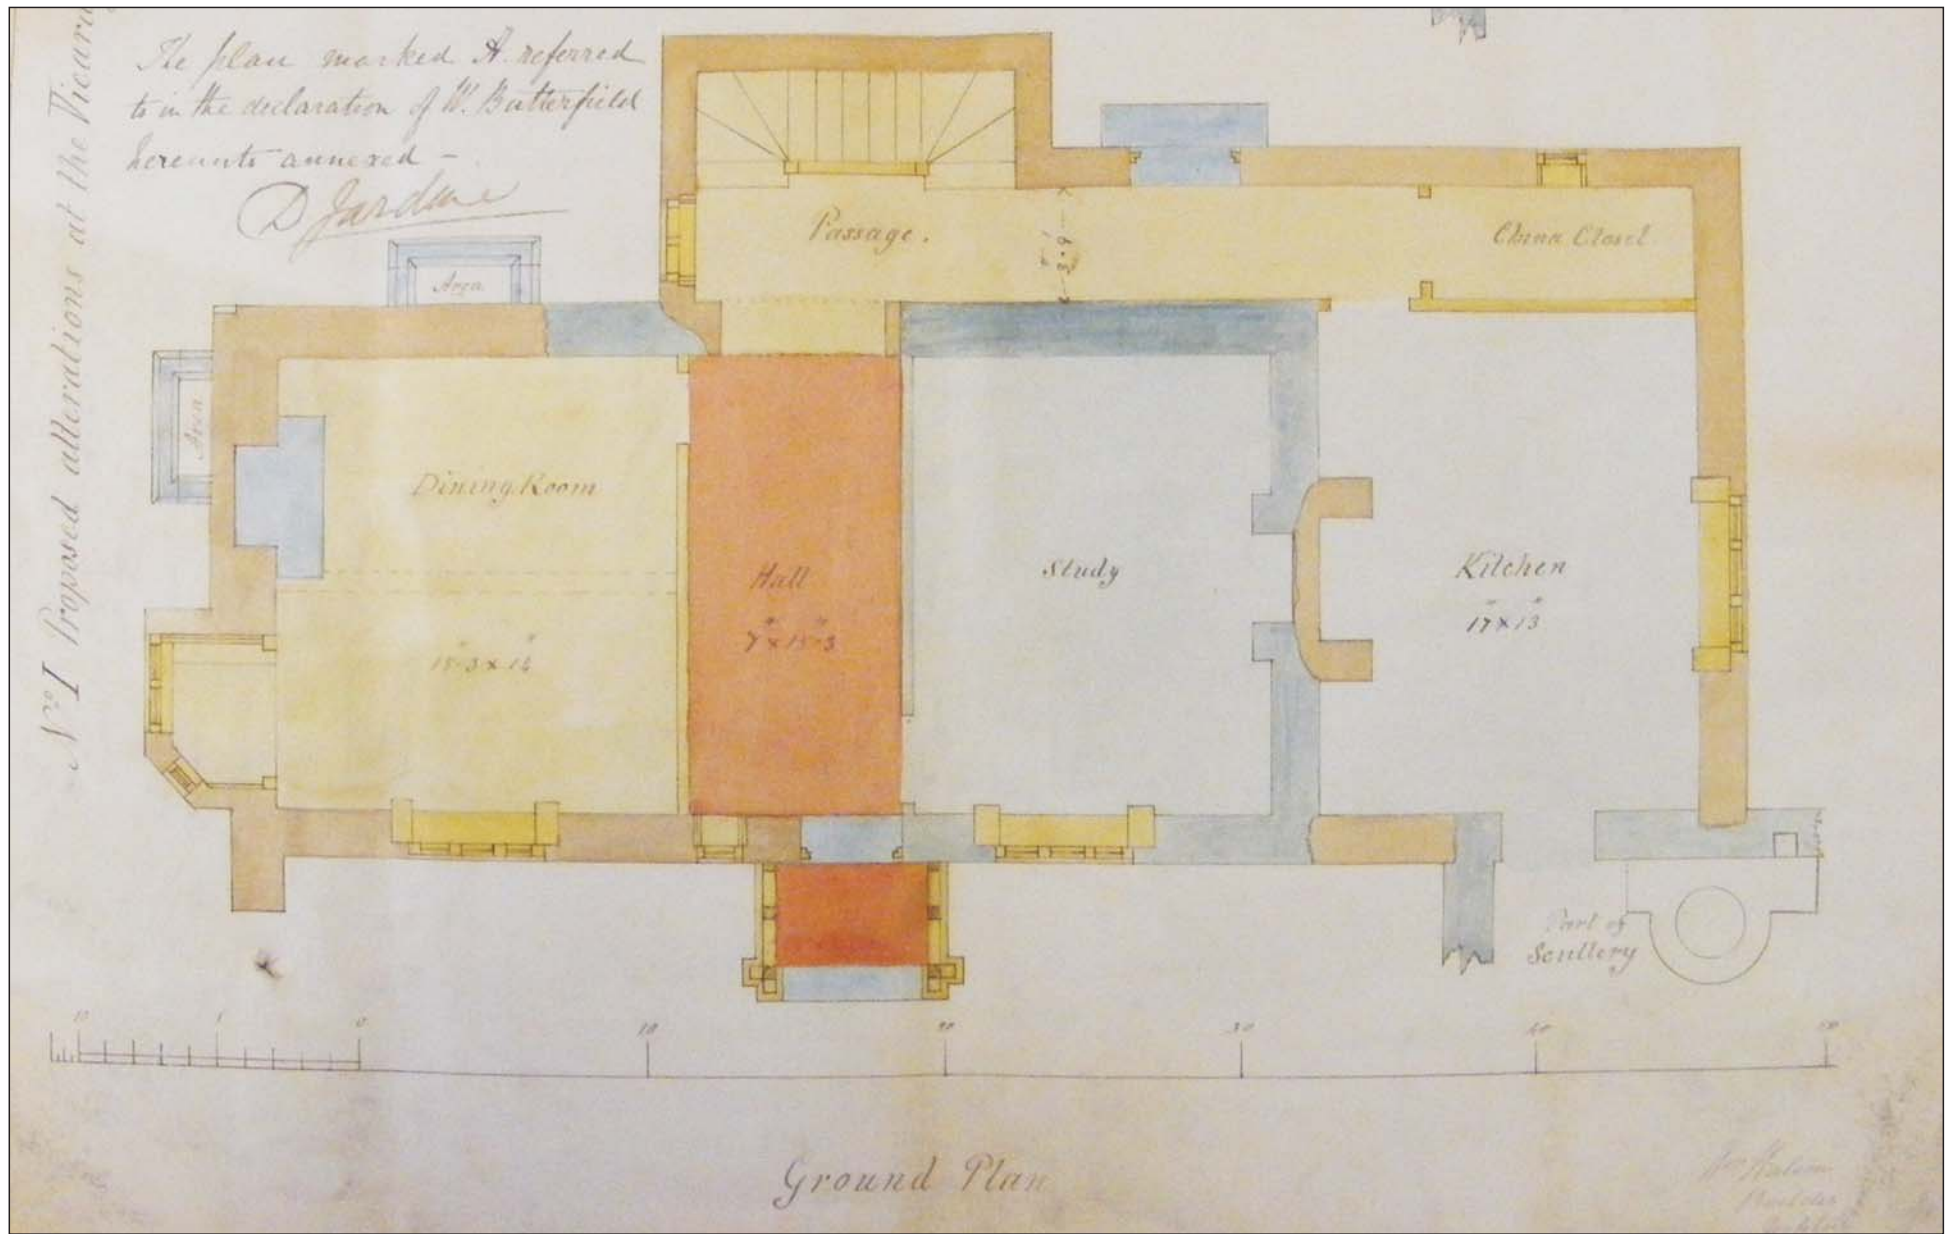 The plan marked A. referred
to in the declaration of W. Butterfield
hereunto annexed –
D Jardine
No I Proposed alterations at the Vicara
Area
Area
Passage.
China Closet
Dining Room
15-3 x 14
Hall
7 x 15-3
Study
Kitchen
17 x 13
Part of
Scullery
10 0 10 20 30 40 50
Ground Plan
Builder